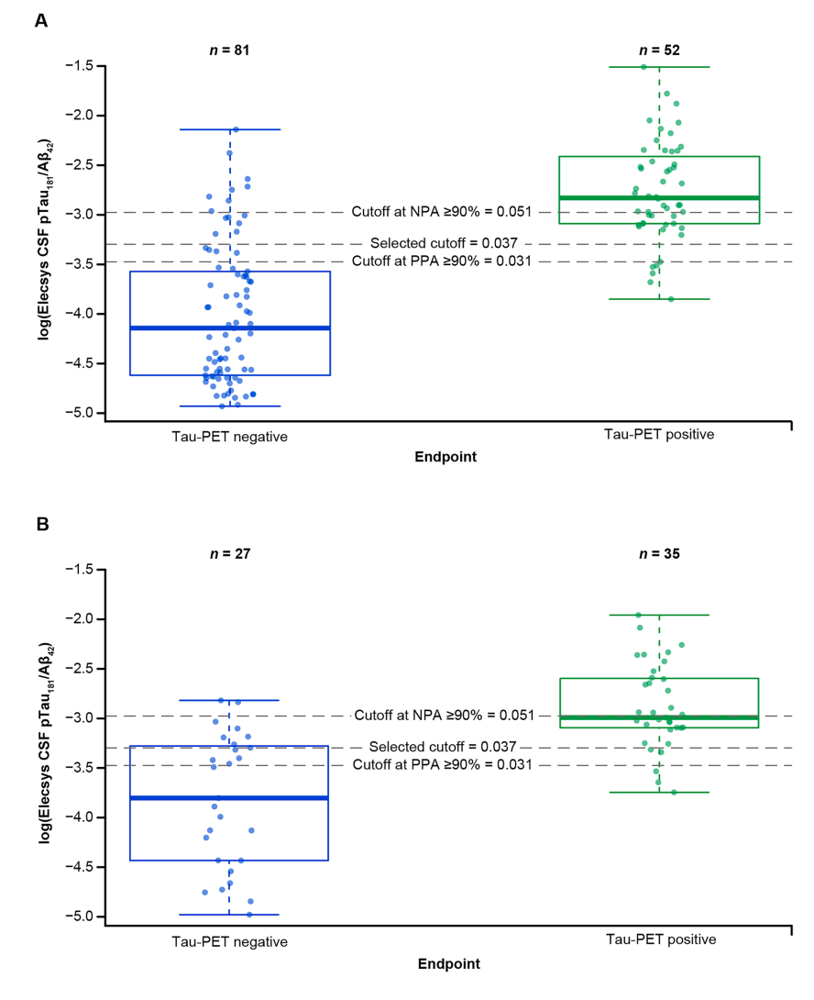 A
n = 81
n = 52
−1.5
−2.0
−2.5
−3.0
−3.5
−4.0
−4.5
−5.0
log(Elecsys CSF pTau181/Aβ42)
Cutoff at NPA ≥90% = 0.051
Selected cutoff = 0.037
Cutoff at PPA ≥90% = 0.031
Tau-PET negative
Tau-PET positive
Endpoint
B
n = 27
n = 35
−1.5
−2.0
−2.5
−3.0
−3.5
−4.0
−4.5
−5.0
log(Elecsys CSF pTau181/Aβ42)
Cutoff at NPA ≥90% = 0.051
Selected cutoff = 0.037
Cutoff at PPA ≥90% = 0.031
Tau-PET negative
Tau-PET positive
Endpoint